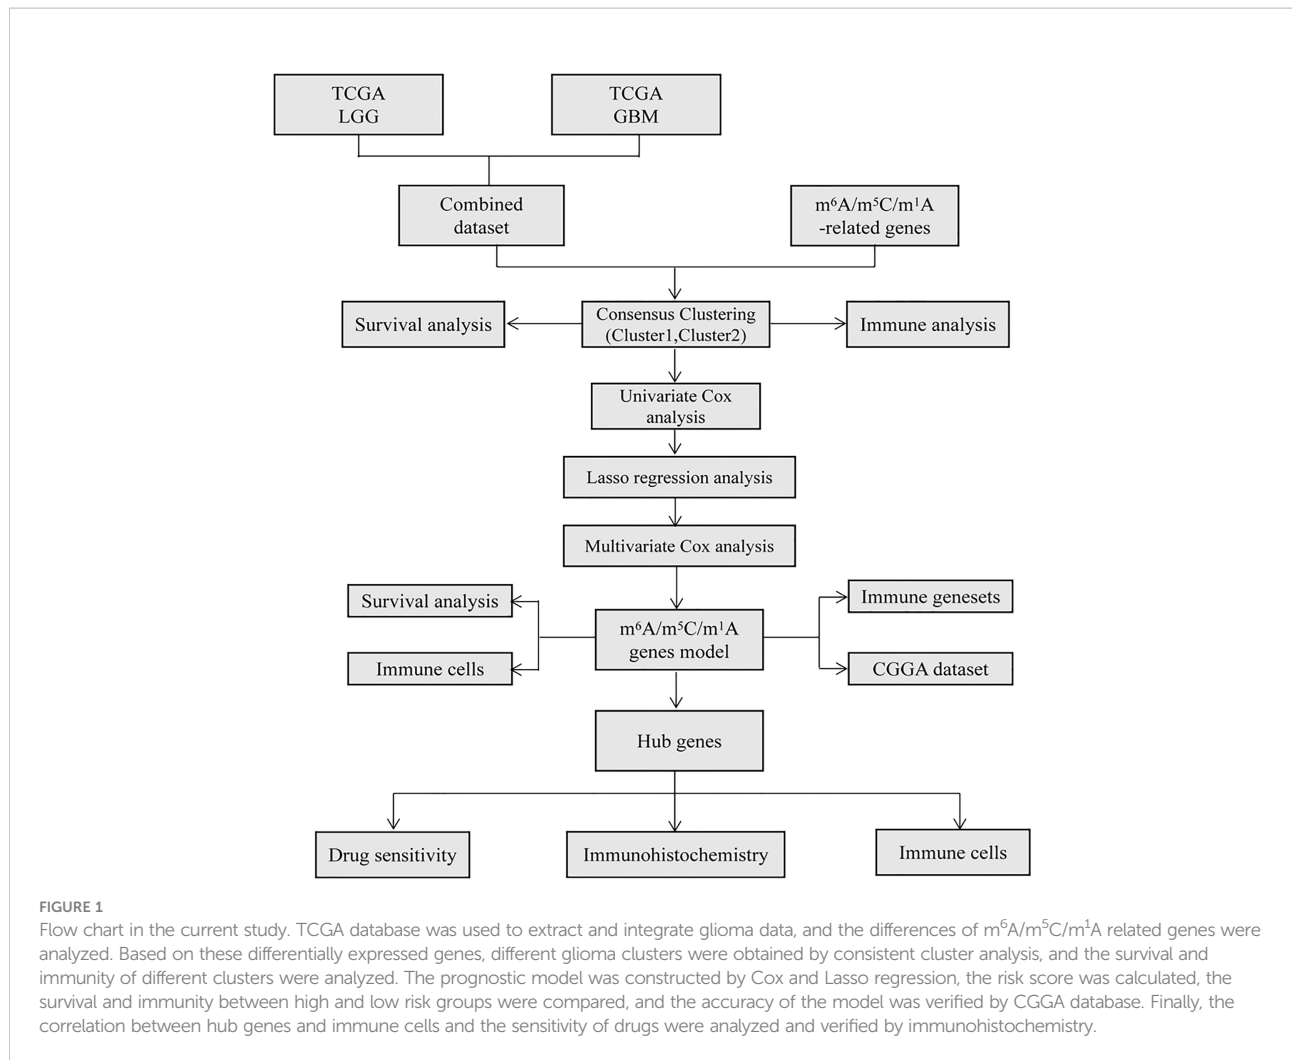 TCGA
LGG
TCGA
GBM
Combined
dataset
m⁶A/m⁵C/m¹A
-related genes
Survival analysis
Consensus Clustering
(Cluster1,Cluster2)
Immune analysis
Univariate Cox
analysis
Lasso regression analysis
Multivariate Cox analysis
Survival analysis
Immune cells
m⁶A/m⁵C/m¹A
genes model
Immune genesets
CGGA dataset
Hub genes
Drug sensitivity
Immunohistochemistry
Immune cells
FIGURE 1
Flow chart in the current study. TCGA database was used to extract and integrate glioma data, and the differences of m⁶A/m⁵C/m¹A related genes were
analyzed. Based on these differentially expressed genes, different glioma clusters were obtained by consistent cluster analysis, and the survival and
immunity of different clusters were analyzed. The prognostic model was constructed by Cox and Lasso regression, the risk score was calculated, the
survival and immunity between high and low risk groups were compared, and the accuracy of the model was verified by CGGA database. Finally, the
correlation between hub genes and immune cells and the sensitivity of drugs were analyzed and verified by immunohistochemistry.